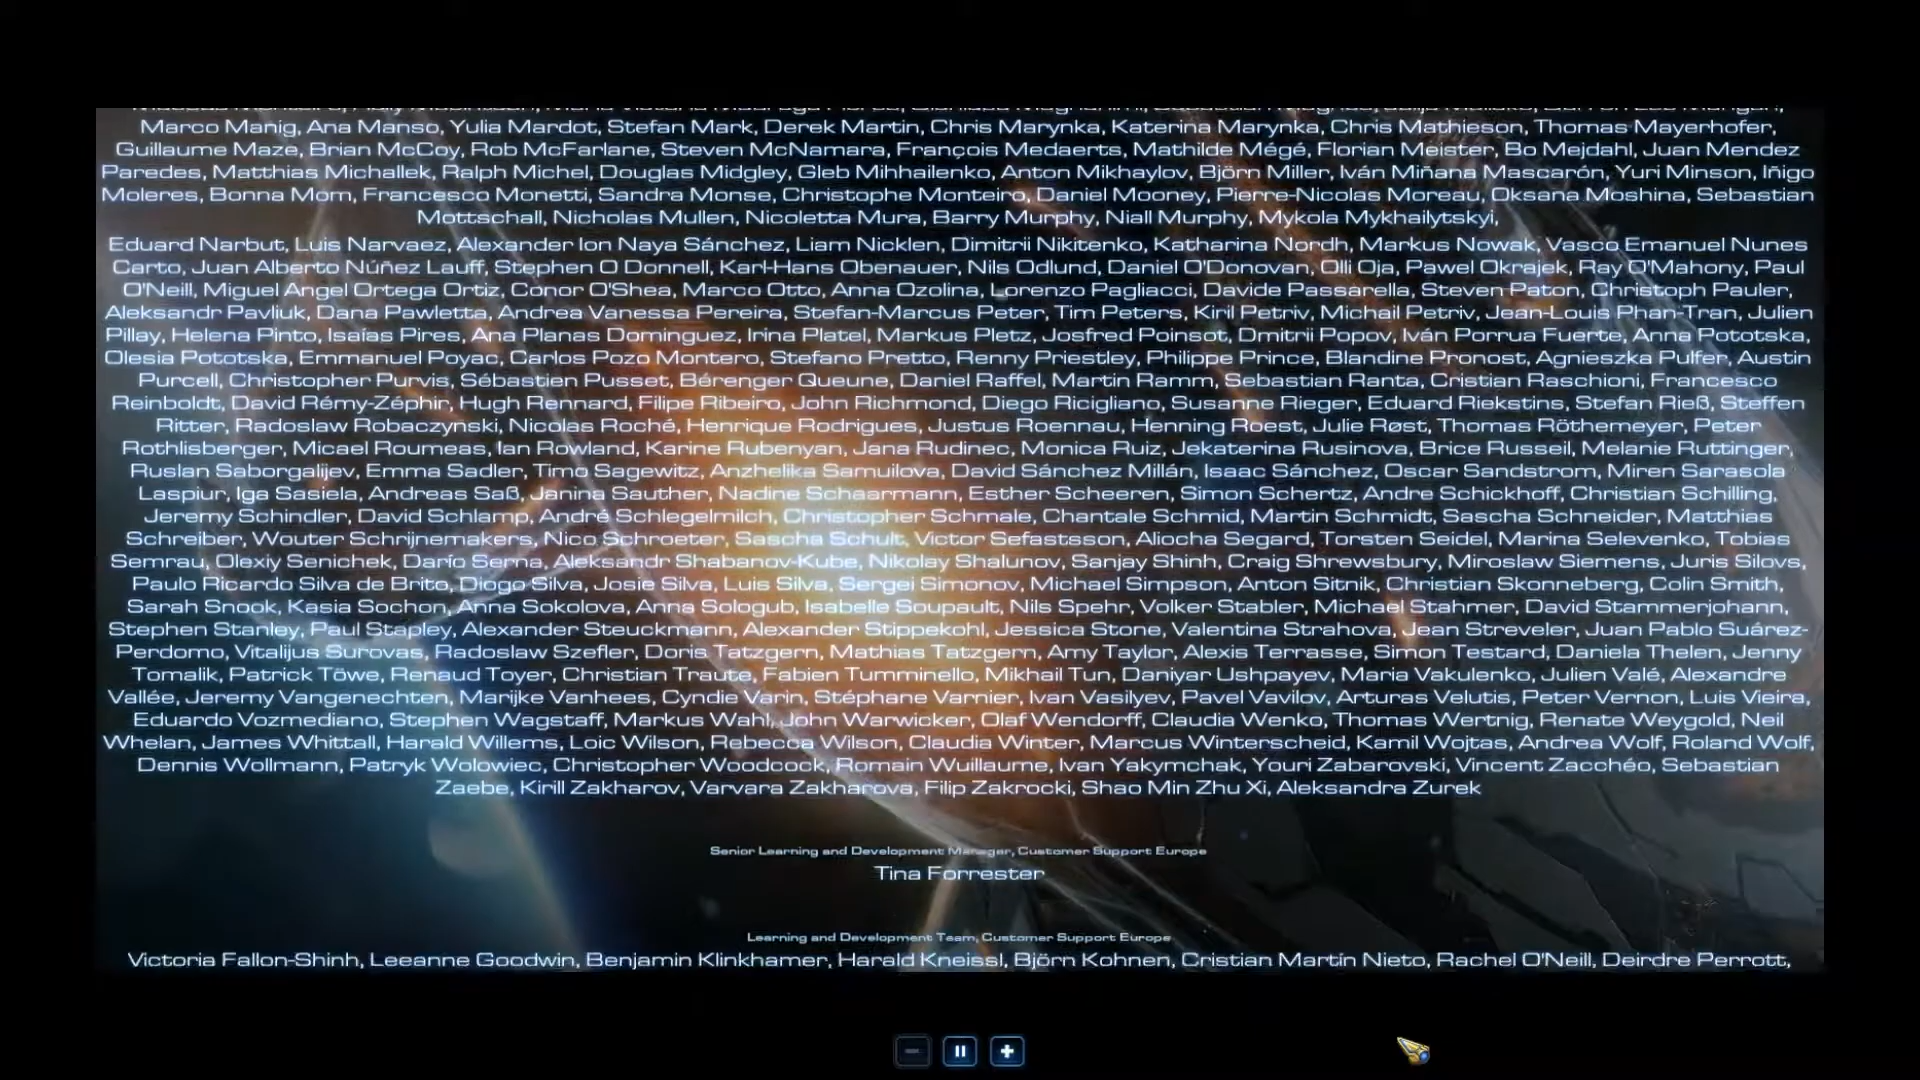 Marco Manig, Ana Manso, Yulia Mardot, Stefan Mark, Derek Martin, Chris Marynka, Katerina Marynka, Chris Mathieson, Thomas Mayerhofer,
Guillaume Maze, Brian McCoy, Rob McFarlane, Steven McNamara, François Medaerts, Mathilde Mégé, Florian Meister, Bo Mejdahl, Juan Mendez
Paredes, Matthias Michallek, Ralph Michel, Douglas Midgley, Gleb Mihhailenko, Anton Mikhaylov, Björn Miller, Iván Miñana Mascarón, Yuri Minson, Iñigo
Moleres, Bonna Mom, Francesco Monetti, Sandra Monse, Christophe Monteiro, Daniel Mooney, Pierre-Nicolas Moreau, Oksana Moshina, Sebastian
Mottschall, Nicholas Mullen, Nicoletta Mura, Barry Murphy, Niall Murphy, Mykola Mykhailytskyi,
Eduard Narbut, Luis Narvaez, Alexander Ion Naya Sánchez, Liam Nicklen, Dimitrii Nikitenko, Katharina Nordh, Markus Nowak, Vasco Emanuel Nunes
Carto, Juan Alberto Núñez Lauff, Stephen O Donnell, Karl-Hans Obenauer, Nils Odlund, Daniel O'Donovan, Olli Oja, Pawel Okrajek, Ray O'Mahony, Paul
O'Neill, Miguel Angel Ortega Ortiz, Conor O'Shea, Marco Otto, Anna Ozolina, Lorenzo Pagliacci, Davide Passarella, Steven Paton, Christoph Pauler,
Aleksandr Pavliuk, Dana Pawletta, Andrea Vanessa Pereira, Stefan-Marcus Peter, Tim Peters, Kiril Petriv, Michail Petriv, Jean-Louis Phan-Tran, Julien
Pillay, Helena Pinto, Isaías Pires, Ana Planas Dominguez, Irina Platel, Markus Pletz, Josfred Poinsot, Dmitrii Popov, Iván Porrua Fuerte, Anna Pototska,
Olesia Pototska, Emmanuel Poyac, Carlos Pozo Montero, Stefano Pretto, Renny Priestley, Philippe Prince, Blandine Pronost, Agnieszka Pulfer, Austin
Purcell, Christopher Purvis, Sébastien Pusset, Bérenger Queune, Daniel Raffel, Martin Ramm, Sebastian Ranta, Cristian Raschioni, Francesco
Reinboldt, David Rémy-Zéphir, Hugh Rennard, Filipe Ribeiro, John Richmond, Diego Ricigliano, Susanne Rieger, Eduard Riekstins, Stefan Rieß, Steffen
Ritter, Radoslaw Robaczynski, Nicolas Roché, Henrique Rodrigues, Justus Roennau, Henning Roest, Julie Røst, Thomas Röthemeyer, Peter
Rothlisberger, Micael Roumeas, Ian Rowland, Karine Rubenyan, Jana Rudinec, Monica Ruiz, Jekaterina Rusinova, Brice Russeil, Melanie Ruttinger,
Ruslan Saborgalijev, Emma Sadler, Timo Sagewitz, Anzhelika Samuilova, David Sánchez Millán, Isaac Sánchez, Oscar Sandstrom, Miren Sarasola
Laspiur, Iga Sasiela, Andreas Saß, Janina Sauther, Nadine Schaarmann, Esther Scheeren, Simon Schertz, Andre Schickhoff, Christian Schilling,
Jeremy Schindler, David Schlamp, André Schlegelmilch, Christopher Schmale, Chantale Schmid, Martin Schmidt, Sascha Schneider, Matthias
Schreiber, Wouter Schrijnemakers, Nico Schroeter, Sascha Schult, Victor Sefastsson, Aliocha Segard, Torsten Seidel, Marina Selevenko, Tobias
Semrau, Olexiy Senichek, Darío Serna, Aleksandr Shabanov-Kube, Nikolay Shalunov, Sanjay Shinh, Craig Shrewsbury, Miroslaw Siemens, Juris Silovs,
Paulo Ricardo Silva de Brito, Diogo Silva, Josie Silva, Luis Silva, Sergei Simonov, Michael Simpson, Anton Sitnik, Christian Skonneberg, Colin Smith,
Sarah Snook, Kasia Sochon, Anna Sokolova, Anna Sologub, Isabelle Soupault, Nils Spehr, Volker Stabler, Michael Stahmer, David Stammerjohann,
Stephen Stanley, Paul Stapley, Alexander Steuckmann, Alexander Stippekohl, Jessica Stone, Valentina Strahova, Jean Streveler, Juan Pablo Suárez-
Perdomo, Vitalijus Surovas, Radoslaw Szefler, Doris Tatzgern, Mathias Tatzgern, Amy Taylor, Alexis Terrasse, Simon Testard, Daniela Thelen, Jenny
Tomalik, Patrick Töwe, Renaud Toyer, Christian Traute, Fabien Tumminello, Mikhail Tun, Daniyar Ushpayev, Maria Vakulenko, Julien Valé, Alexandre
Vallée, Jeremy Vangenechten, Marijke Vanhees, Cyndie Varin, Stéphane Varnier, Ivan Vasilyev, Pavel Vavilov, Arturas Velutis, Peter Vernon, Luis Vieira,
Eduardo Vozmediano, Stephen Wagstaff, Markus Wahl, John Warwicker, Olaf Wendorff, Claudia Wenko, Thomas Wertnig, Renate Weygold, Neil
Whelan, James Whittall, Harald Willems, Loic Wilson, Rebecca Wilson, Claudia Winter, Marcus Winterscheid, Kamil Wojtas, Andrea Wolf, Roland Wolf,
Dennis Wollmann, Patryk Wolowiec, Christopher Woodcock, Romain Wuillaume, Ivan Yakymchak, Youri Zabarovski, Vincent Zacchéo, Sebastian
Zaebe, Kirill Zakharov, Varvara Zakharova, Filip Zakrocki, Shao Min Zhu Xi, Aleksandra Zurek
Senior Learning and Development Manager, Customer Support Europe
Tina Forrester
Learning and Development Team, Customer Support Europe
Victoria Fallon-Shinh, Leeanne Goodwin, Benjamin Klinkhamer, Harald Kneissl, Björn Kohnen, Cristian Martín Nieto, Rachel O'Neill, Deirdre Perrott,